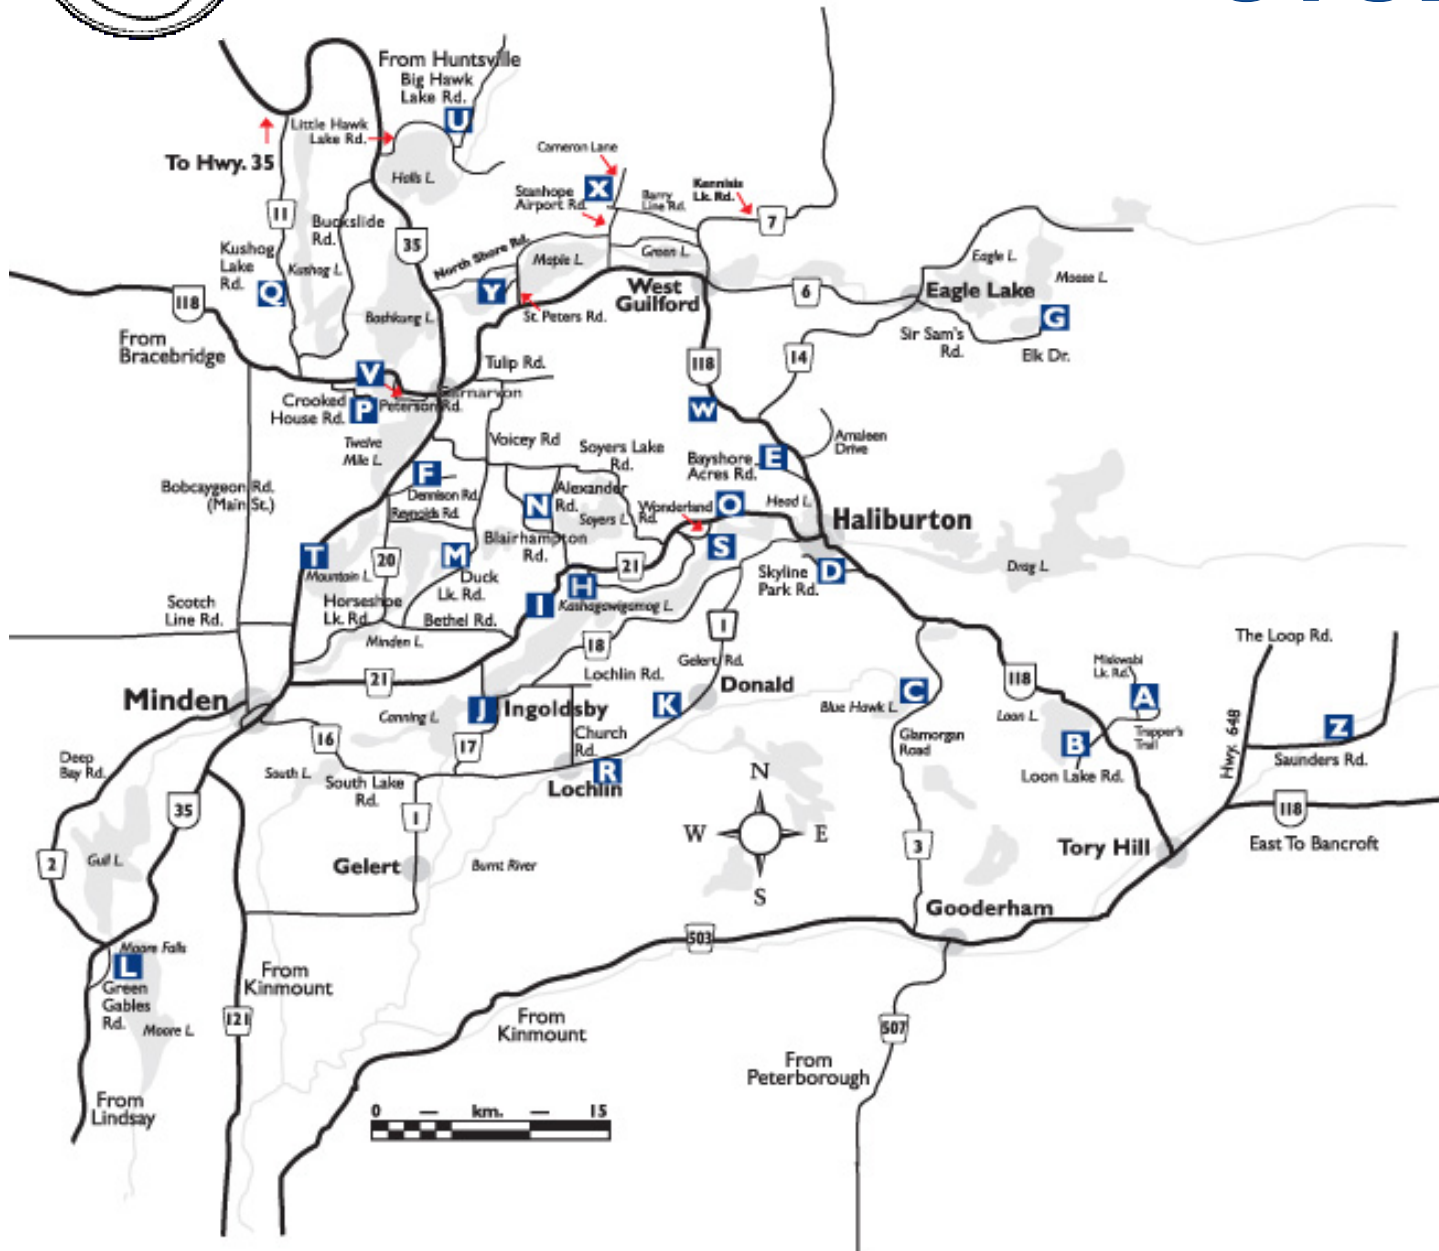 From Huntsville
Big Hawk
Lake Rd.
U
Little Hawk
Lake Rd.
To Hwy. 35
Halls L.
Cameron Lane
X
Stanhope
Airport Rd.
Barry
Line Rd.
Kennisis
Lk. Rd.
7
11
Buckslide
Rd.
35
Kushog
Lake
Rd.
Kushog L.
Q
North Shore Rd.
Maple L.
Green L.
Y
West
Guilford
6
Eagle L.
Moose L.
Eagle Lake
G
118
Bashkung L.
St. Peters Rd.
Sir Sam's
Rd.
Elk Dr.
From
Bracebridge
Tulip Rd.
118
14
V
Crooked
House Rd.
P
Peterson Rd.
Carnarvon
W
Twelve
Mile L.
Voicey Rd
Soyers Lake
Rd.
Bayshore
Acres Rd.
E
Amaleen
Drive
F
Dennison Rd.
Bobcaygeon Rd.
(Main St.)
Reynolds Rd.
N
Alexander
Rd.
Soyers L.
Wonderland
Rd.
O
Head L.
Haliburton
Blairhampton
Rd.
T
Mountain L.
20
M
Duck
Lk. Rd.
21
S
Skyline
Park Rd.
D
Drag L.
H
I
Kashagawigamog L.
Scotch
Line Rd.
Horseshoe
Lk. Rd.
Bethel Rd.
Minden L.
18
1
Gelert Rd.
The Loop Rd.
Lochlin Rd.
Miskwabi
Lk. Rd.
118
21
Minden
Donald
C
Blue Hawk L.
A
Canning L.
J
Ingoldsby
K
Loon L.
Trapper's
Trail
Hwy. 648
Z
16
17
Church
Rd.
Glamorgan
Road
B
Loon Lake Rd.
Saunders Rd.
Deep
Bay Rd.
South L.
South Lake
Rd.
R
Lochlin
N
W
E
S
35
1
118
2
Gull L.
Gelert
Burnt River
3
Tory Hill
East To Bancroft
Gooderham
503
Moore Falls
L
Green
Gables
Rd.
Moore L.
From
Kinmount
121
From
Kinmount
507
From
Peterborough
From
Lindsay
0 — km. — 15